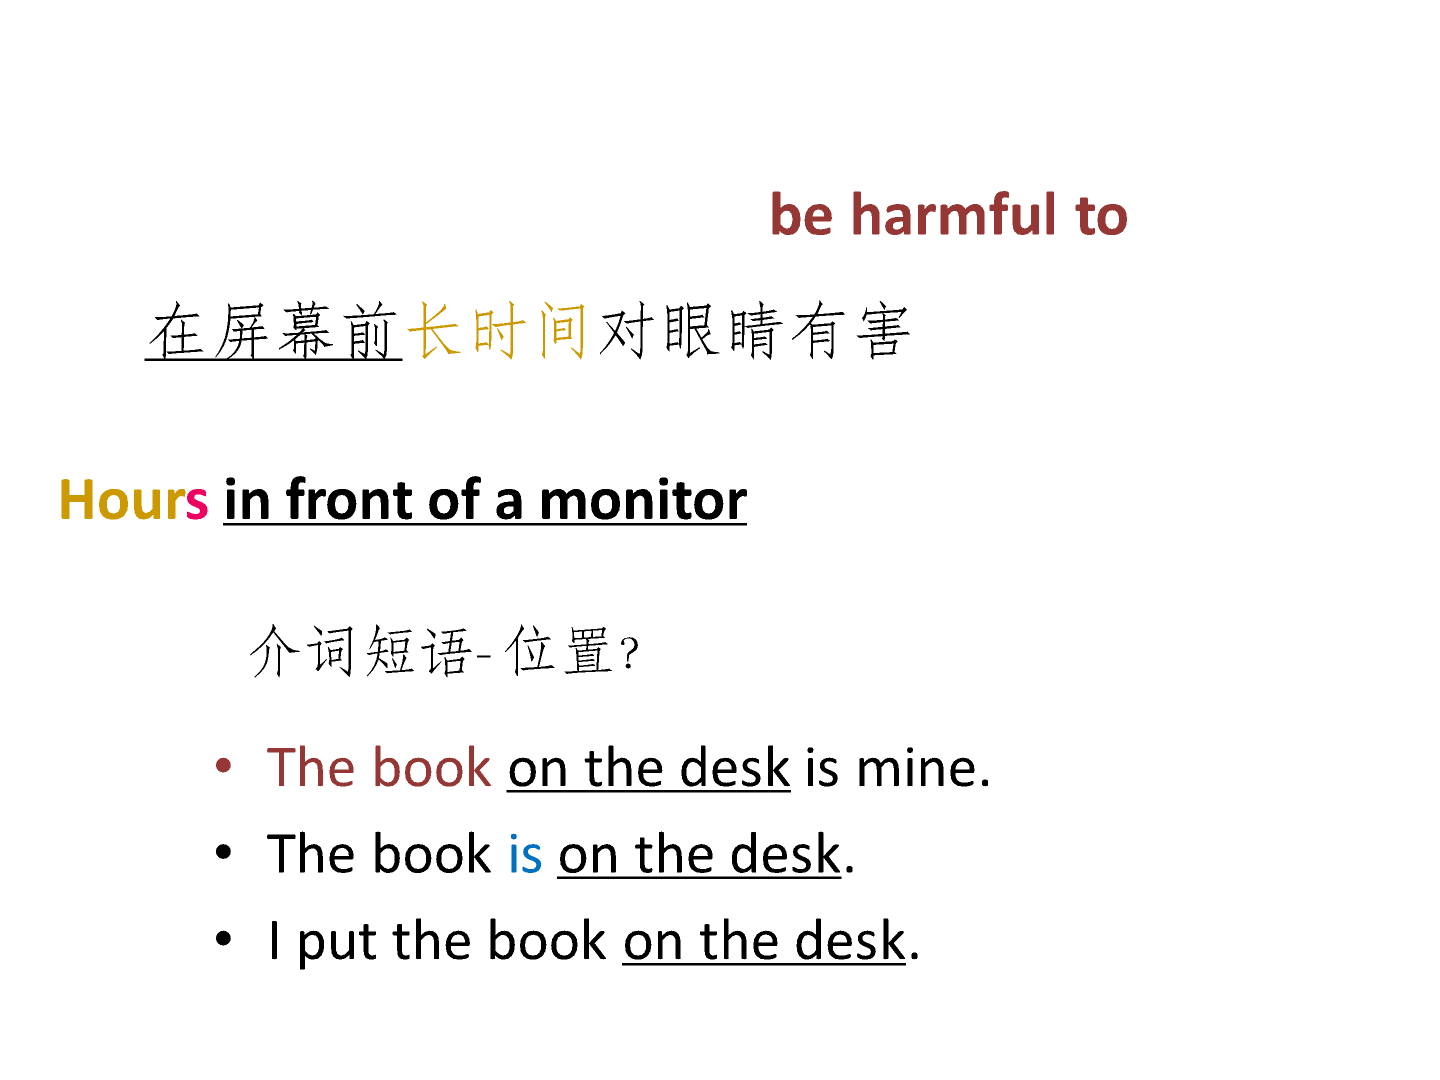 be harmful to
在屏幕前长时间对眼睛有害
Hours in front of a monitor
介词短语-位置?
• The book on the desk is mine.
• The book is on the desk.
• I put the book on the desk.